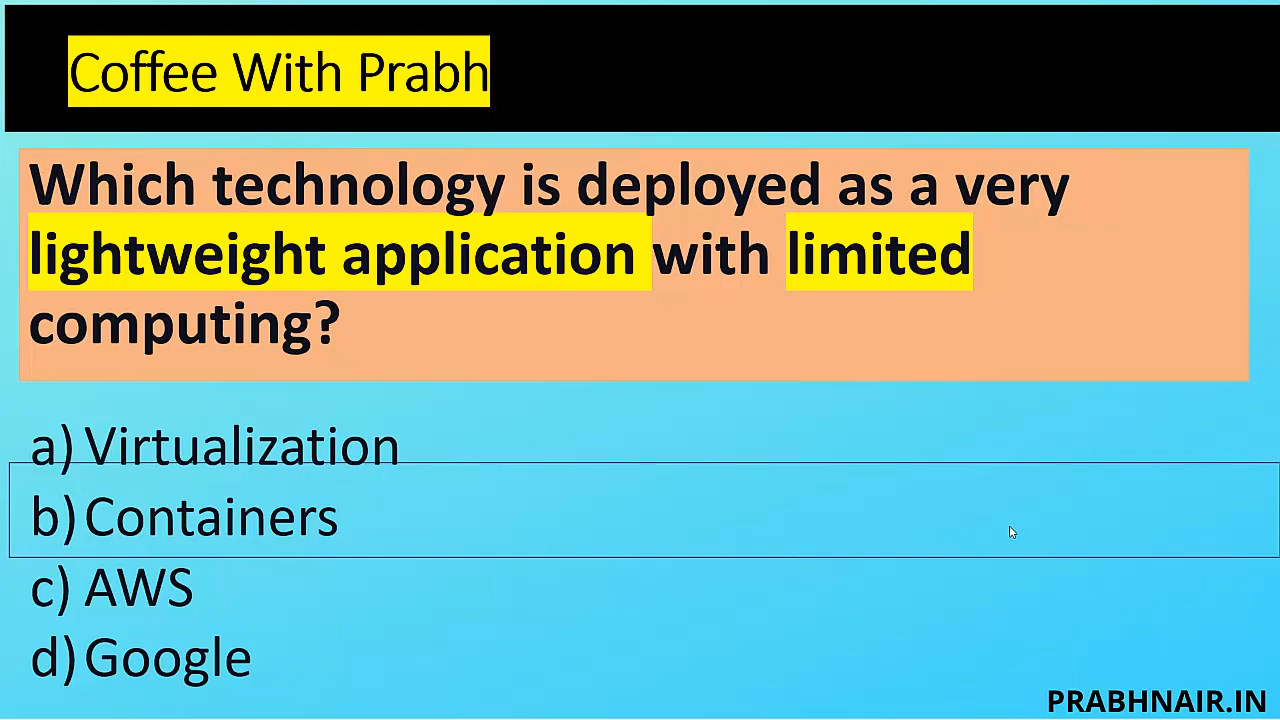 Coffee With Prabh
Which technology is deployed as a very
lightweight application with limited
computing?
a) Virtualization
b) Containers
c) AWS
d) Google
PRABHNAIR.IN